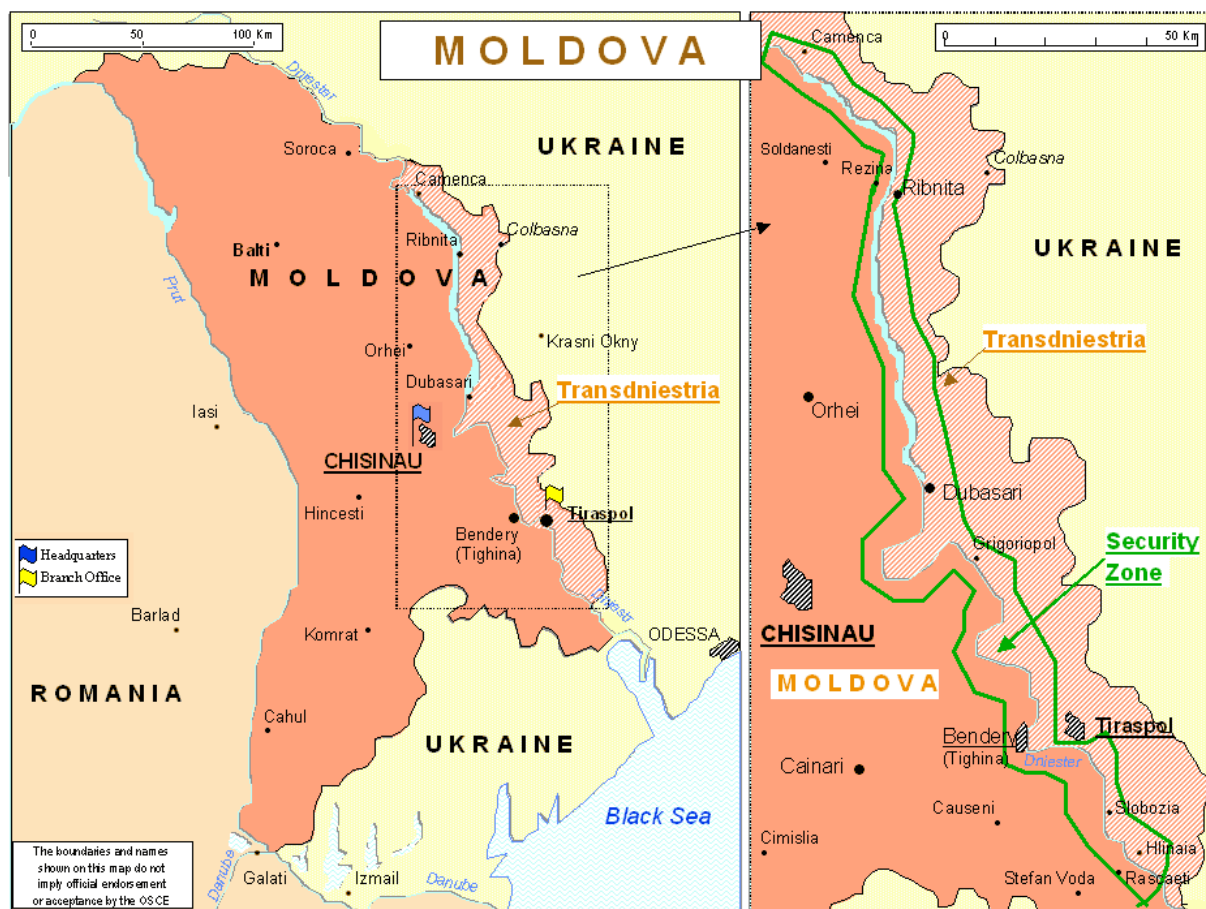 MOLDOVA
0 50 100 Km
Dniester
UKRAINE
Soroca
Camenca
Colbasna
Ribnita
Balti
MOLDOVA
Prut
Krasni Okny
Orhei
Dubasari
Transdniestria
Iasi
CHISINAU
Hincesti
Tiraspol
Bendery
(Tighina)
Headquarters
Branch Office
Dniestr
Barlad
Komrat
ODESSA
ROMANIA
Cahul
UKRAINE
Black Sea
The boundaries and names
shown on this map do not
imply official endorsement
or acceptance by the OSCE
Danube
Galati
Izmail
Danube
0 50 Km
Camenca
Soldanesti
Rezina
Colbasna
Ribnita
UKRAINE
Transdniestria
Orhei
Dubasari
Grigoriopol
Security
Zone
CHISINAU
MOLDOVA
Tiraspol
Bendery
(Tighina)
Dniester
Cainari
Causeni
Slobozia
Cimislia
Hlinaia
Rascaeti
Stefan Voda